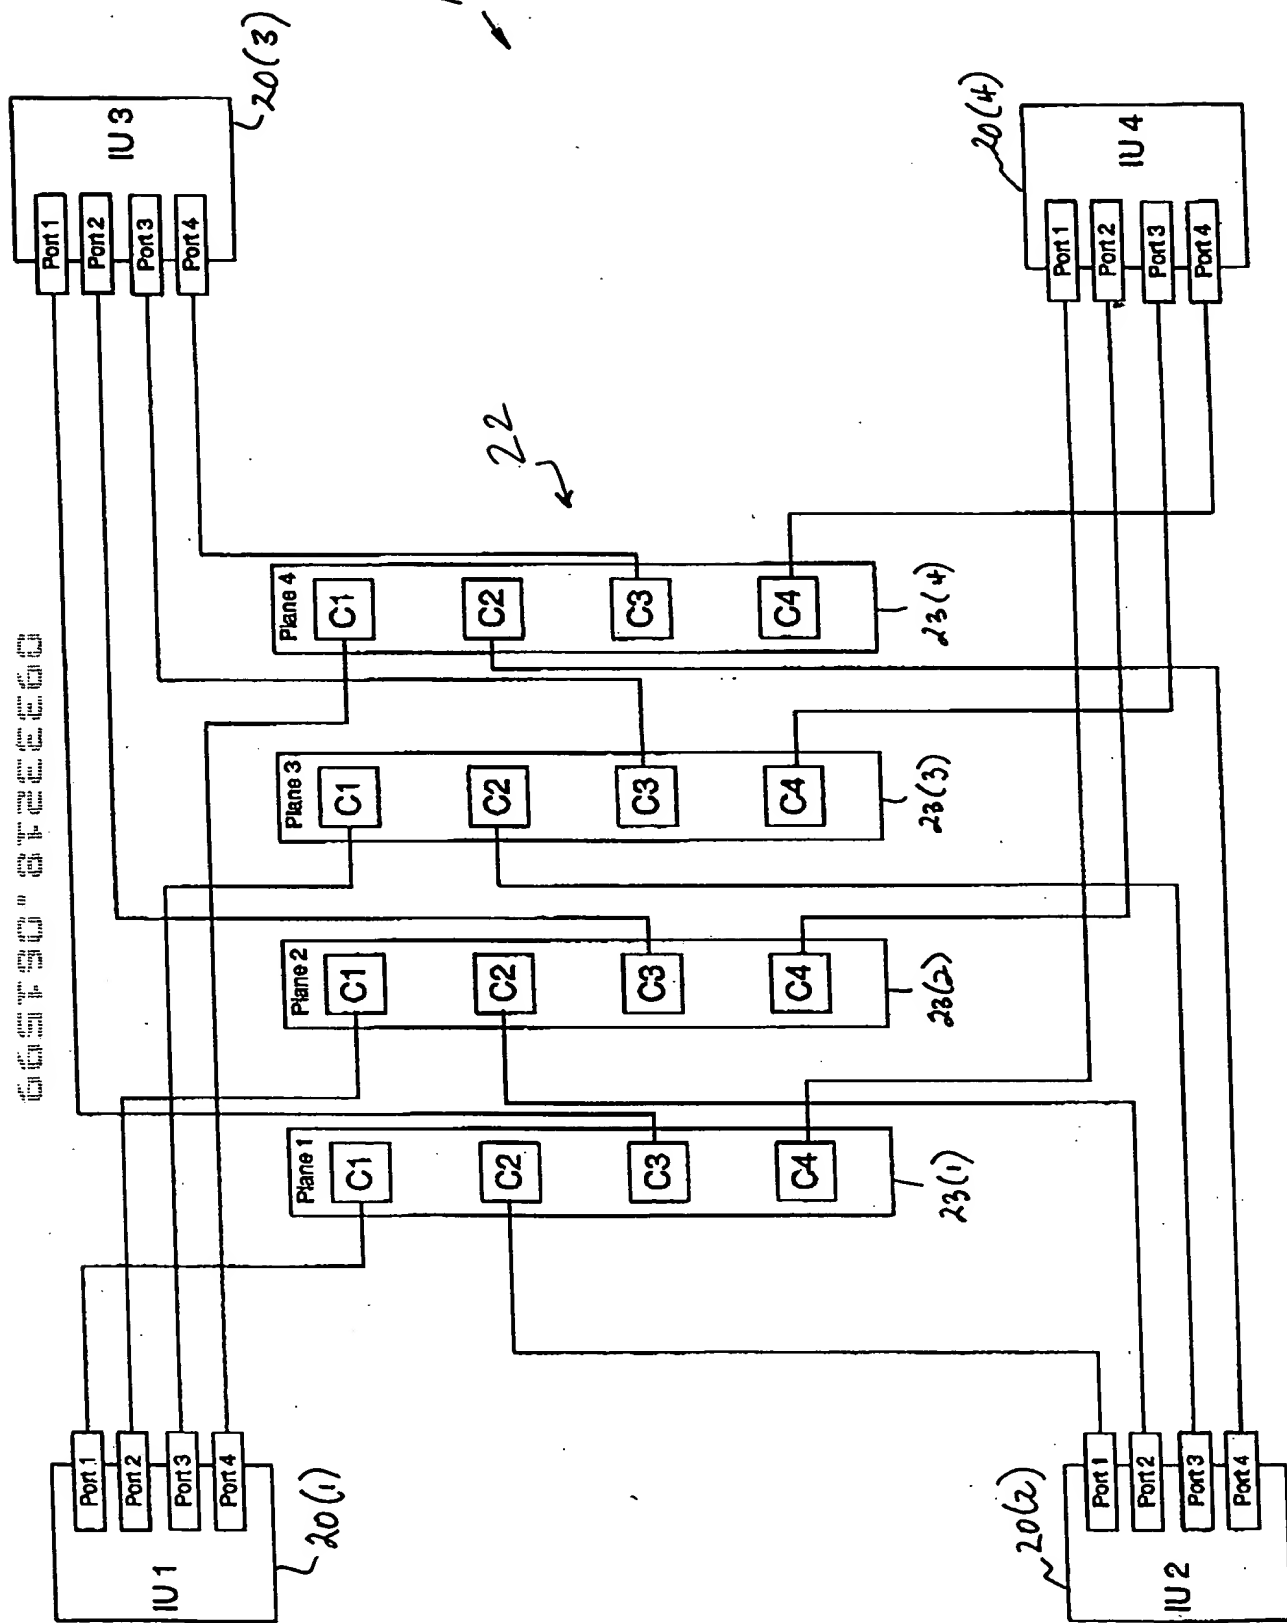 IU 1
Port 1
Port 2
Port 3
Port 4
20(1)
IU 3
Port 1
Port 2
Port 3
Port 4
20(3)
22
Plane 1
C1
C2
C3
C4
23(1)
Plane 2
C1
C2
C3
C4
23(2)
Plane 3
C1
C2
C3
C4
23(3)
Plane 4
C1
C2
C3
C4
23(4)
IU 2
Port 1
Port 2
Port 3
Port 4
20(2)
IU 4
Port 1
Port 2
Port 3
Port 4
20(4)